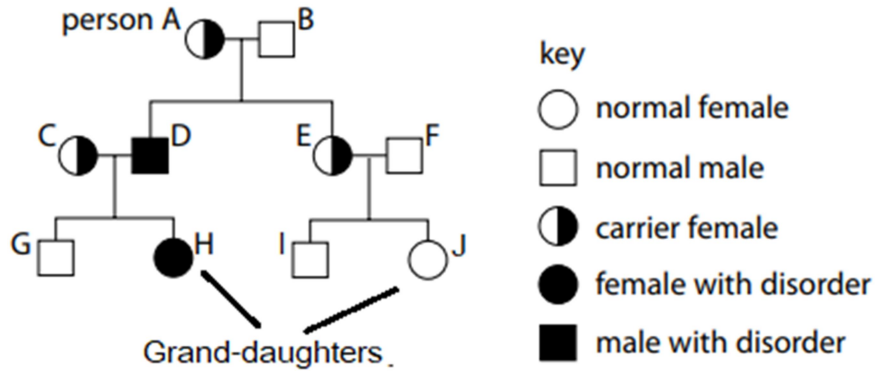 person A B
key
normal female
C D E F
normal male
carrier female
G H I J
female with disorder
male with disorder
Grand-daughters.